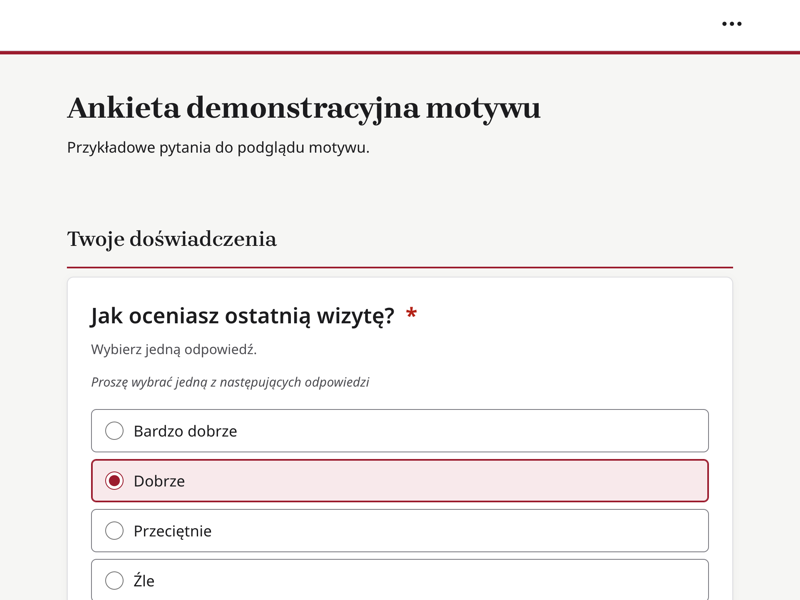 Ankieta demonstracyjna motywu
Przykładowe pytania do podglądu motywu.
Twoje doświadczenia
Jak oceniasz ostatnią wizytę? *
Wybierz jedną odpowiedź.
Proszę wybrać jedną z następujących odpowiedzi
Bardzo dobrze
Dobrze
Przeciętnie
Źle